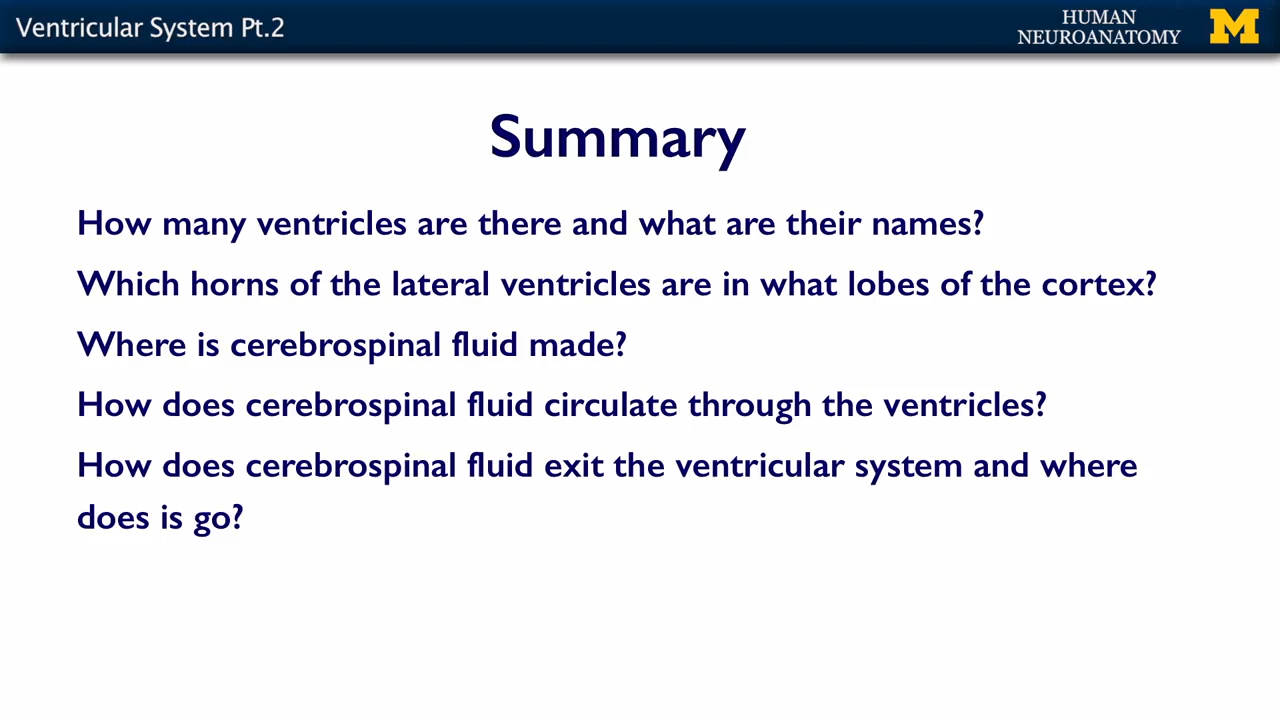 Ventricular System Pt.2
HUMAN
NEUROANATOMY
M
Summary
How many ventricles are there and what are their names?
Which horns of the lateral ventricles are in what lobes of the cortex?
Where is cerebrospinal fluid made?
How does cerebrospinal fluid circulate through the ventricles?
How does cerebrospinal fluid exit the ventricular system and where
does is go?